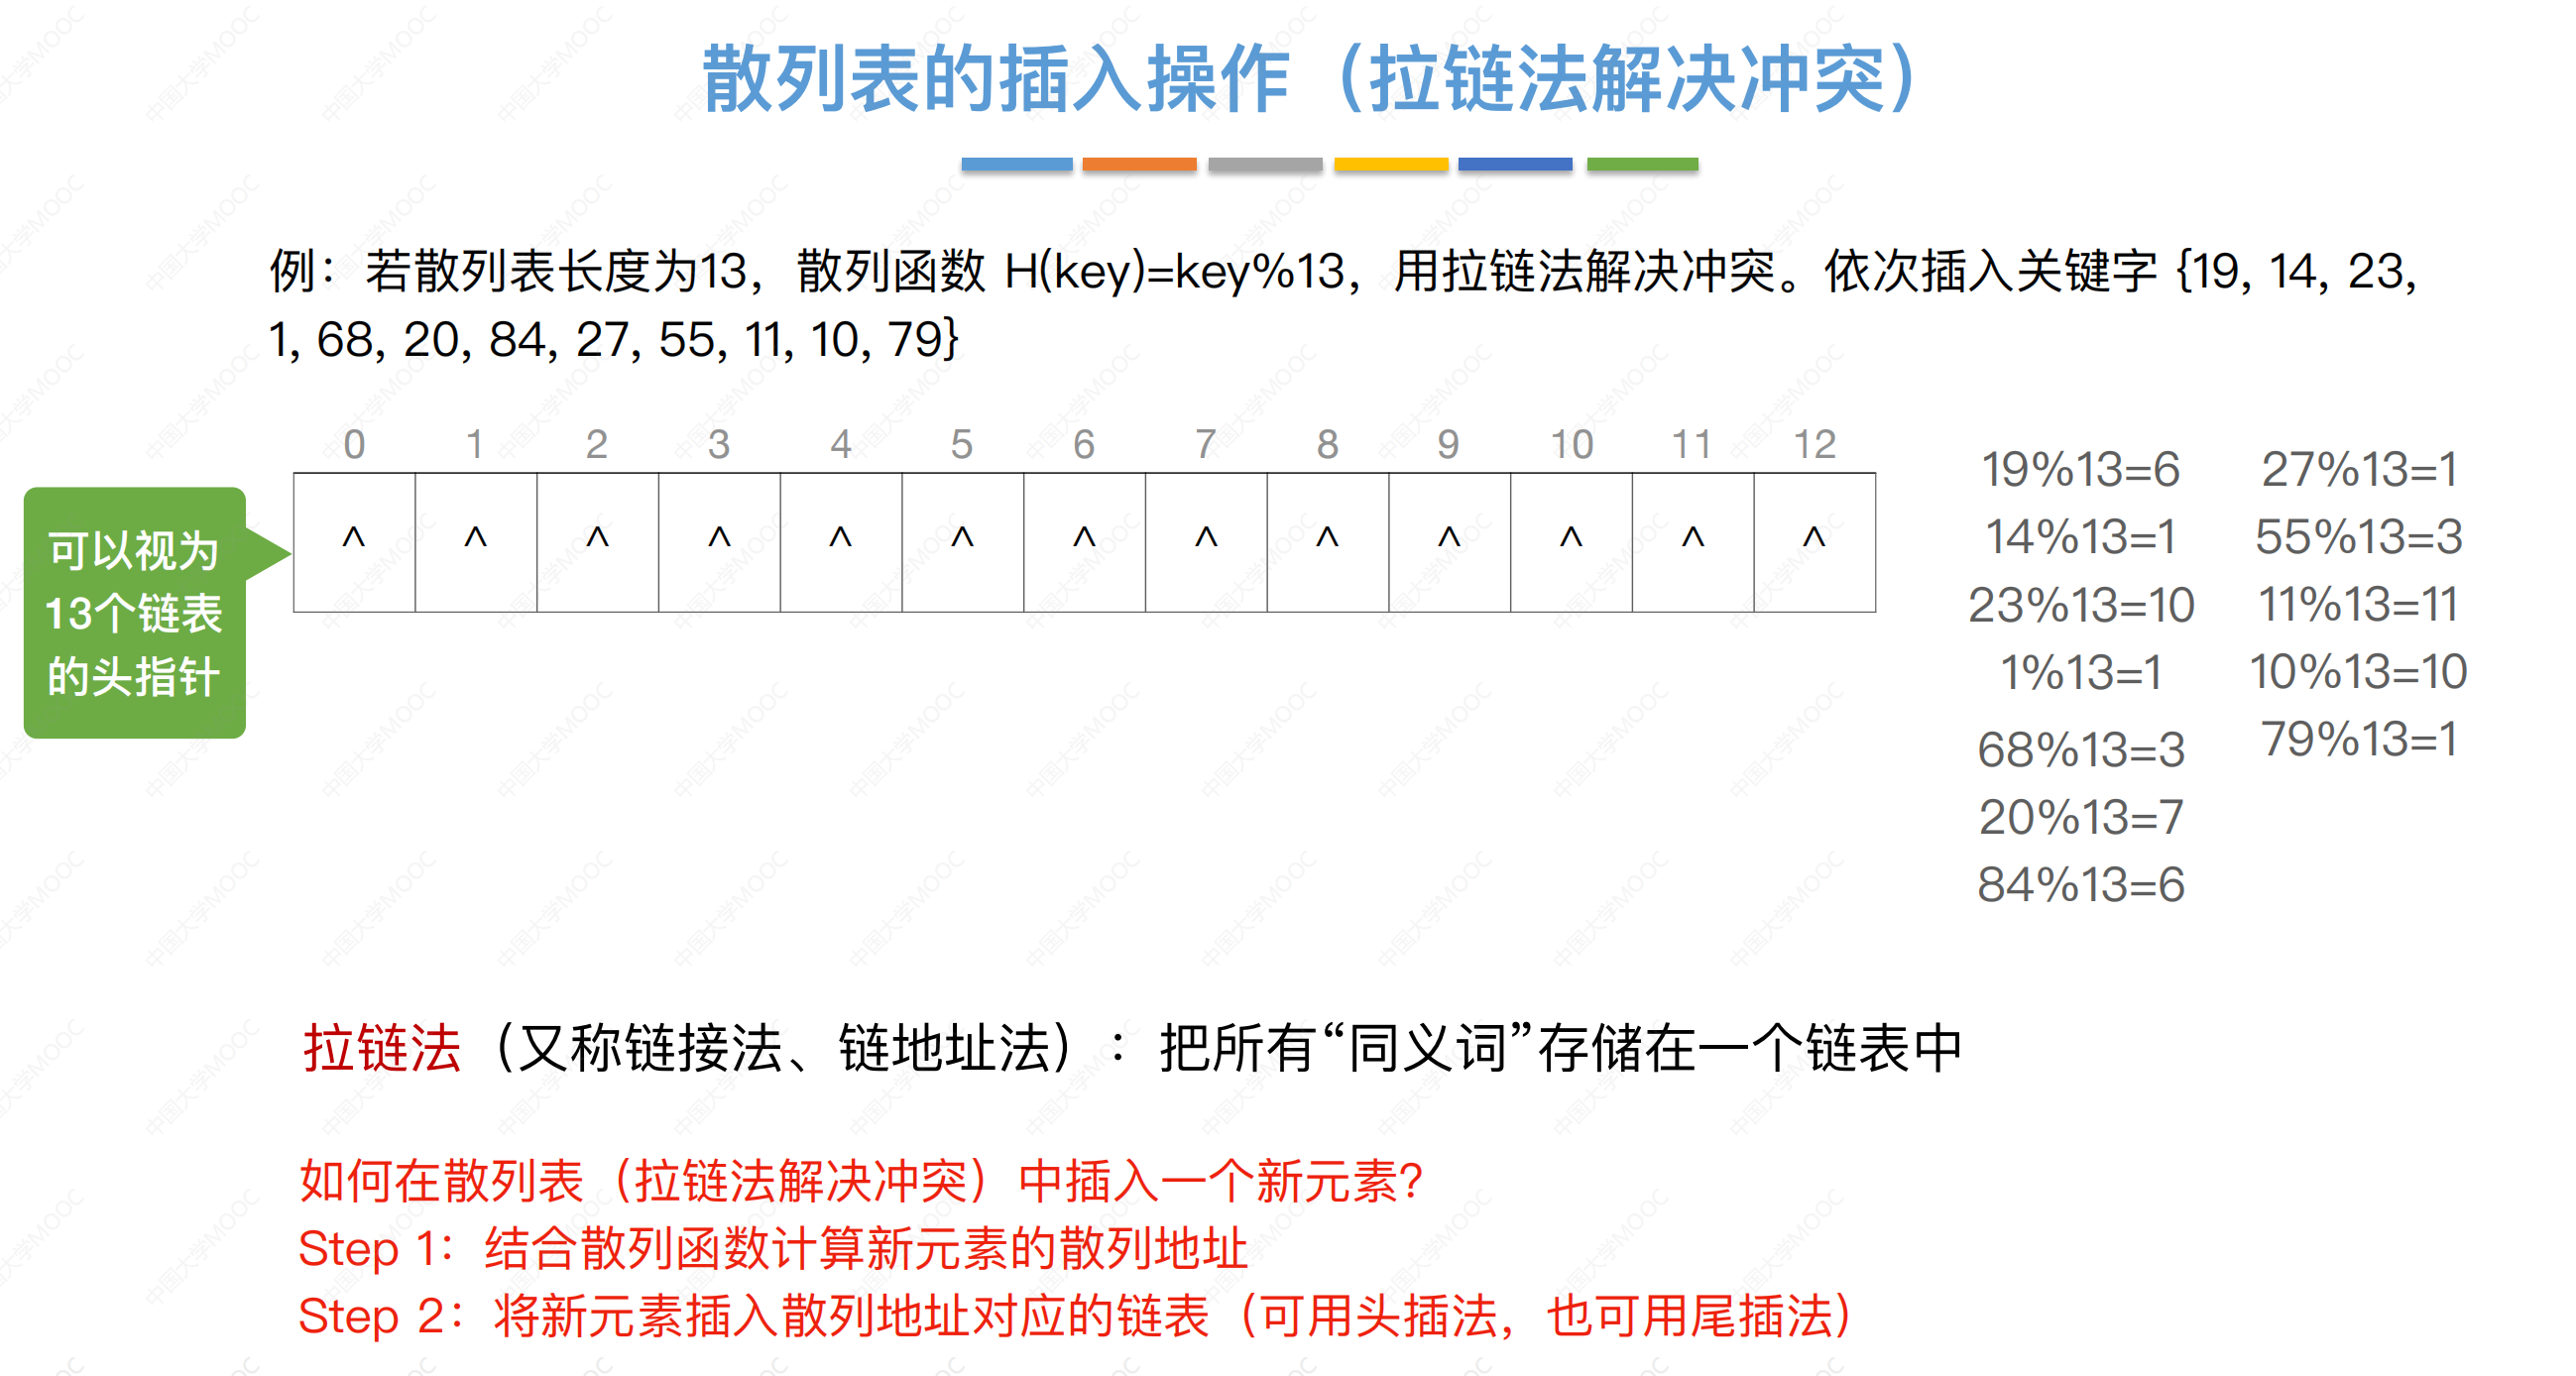 散列表的插入操作（拉链法解决冲突）
例：若散列表长度为13，散列函数 H(key)=key%13，用拉链法解决冲突。依次插入关键字 {19, 14, 23,
1, 68, 20, 84, 27, 55, 11, 10, 79}
0 1 2 3 4 5 6 7 8 9 10 11 12
^ ^ ^ ^ ^ ^ ^ ^ ^ ^ ^ ^ ^
可以视为
13个链表
的头指针
19%13=6
14%13=1
23%13=10
1%13=1
68%13=3
20%13=7
84%13=6
27%13=1
55%13=3
11%13=11
10%13=10
79%13=1
拉链法（又称链接法、链地址法）：把所有“同义词”存储在一个链表中
如何在散列表（拉链法解决冲突）中插入一个新元素？
Step 1：结合散列函数计算新元素的散列地址
Step 2：将新元素插入散列地址对应的链表（可用头插法，也可用尾插法）
中国大学MOOC